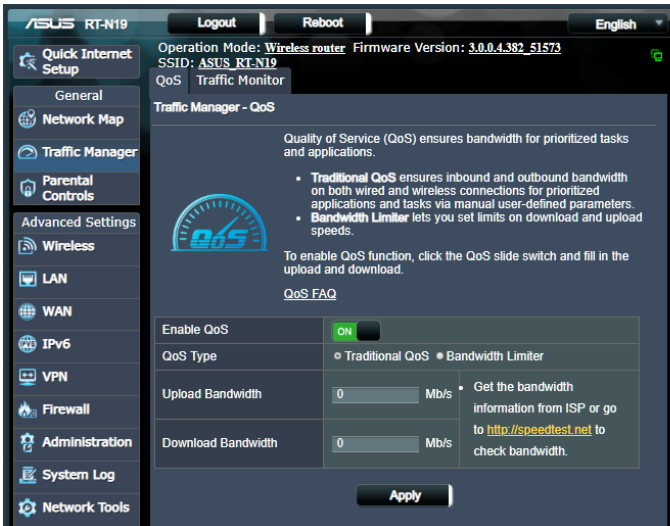 ASUS RT-N19
Logout
Reboot
English
Quick Internet
Setup
General
Network Map
Traffic Manager
Parental
Controls
Advanced Settings
Wireless
LAN
WAN
IPv6
VPN
Firewall
Administration
System Log
Network Tools
Operation Mode: Wireless router Firmware Version: 3.0.0.4.382_51573
SSID: ASUS_RT-N19
QoS Traffic Monitor
Traffic Manager - QoS
QoS
Quality of Service (QoS) ensures bandwidth for prioritized tasks
and applications.
• Traditional QoS ensures inbound and outbound bandwidth
on both wired and wireless connections for prioritized
applications and tasks via manual user-defined parameters.
• Bandwidth Limiter lets you set limits on download and upload
speeds.
To enable QoS function, click the QoS slide switch and fill in the
upload and download.
QoS FAQ
Enable QoS ON
QoS Type Traditional QoS Bandwidth Limiter
Upload Bandwidth 0 Mb/s
Download Bandwidth 0 Mb/s
• Get the bandwidth
information from ISP or go
to http://speedtest.net to
check bandwidth.
Apply